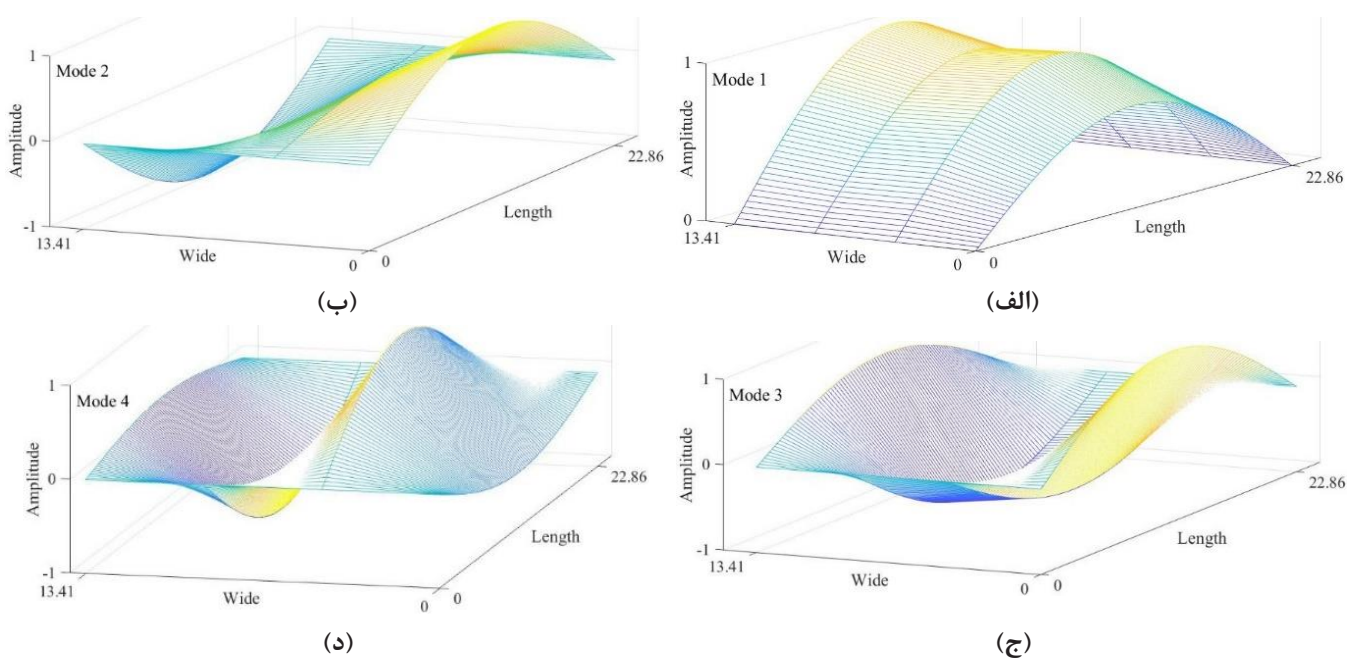 Mode 1
Amplitude
1
0
13.41
Wide
0
0
Length
22.86
(الف)
Mode 2
Amplitude
1
0
-1
13.41
Wide
0
0
Length
22.86
(ب)
Mode 3
Amplitude
1
0
-1
13.41
Wide
0
0
Length
22.86
(ج)
Mode 4
Amplitude
1
0
-1
13.41
Wide
0
0
Length
22.86
(د)